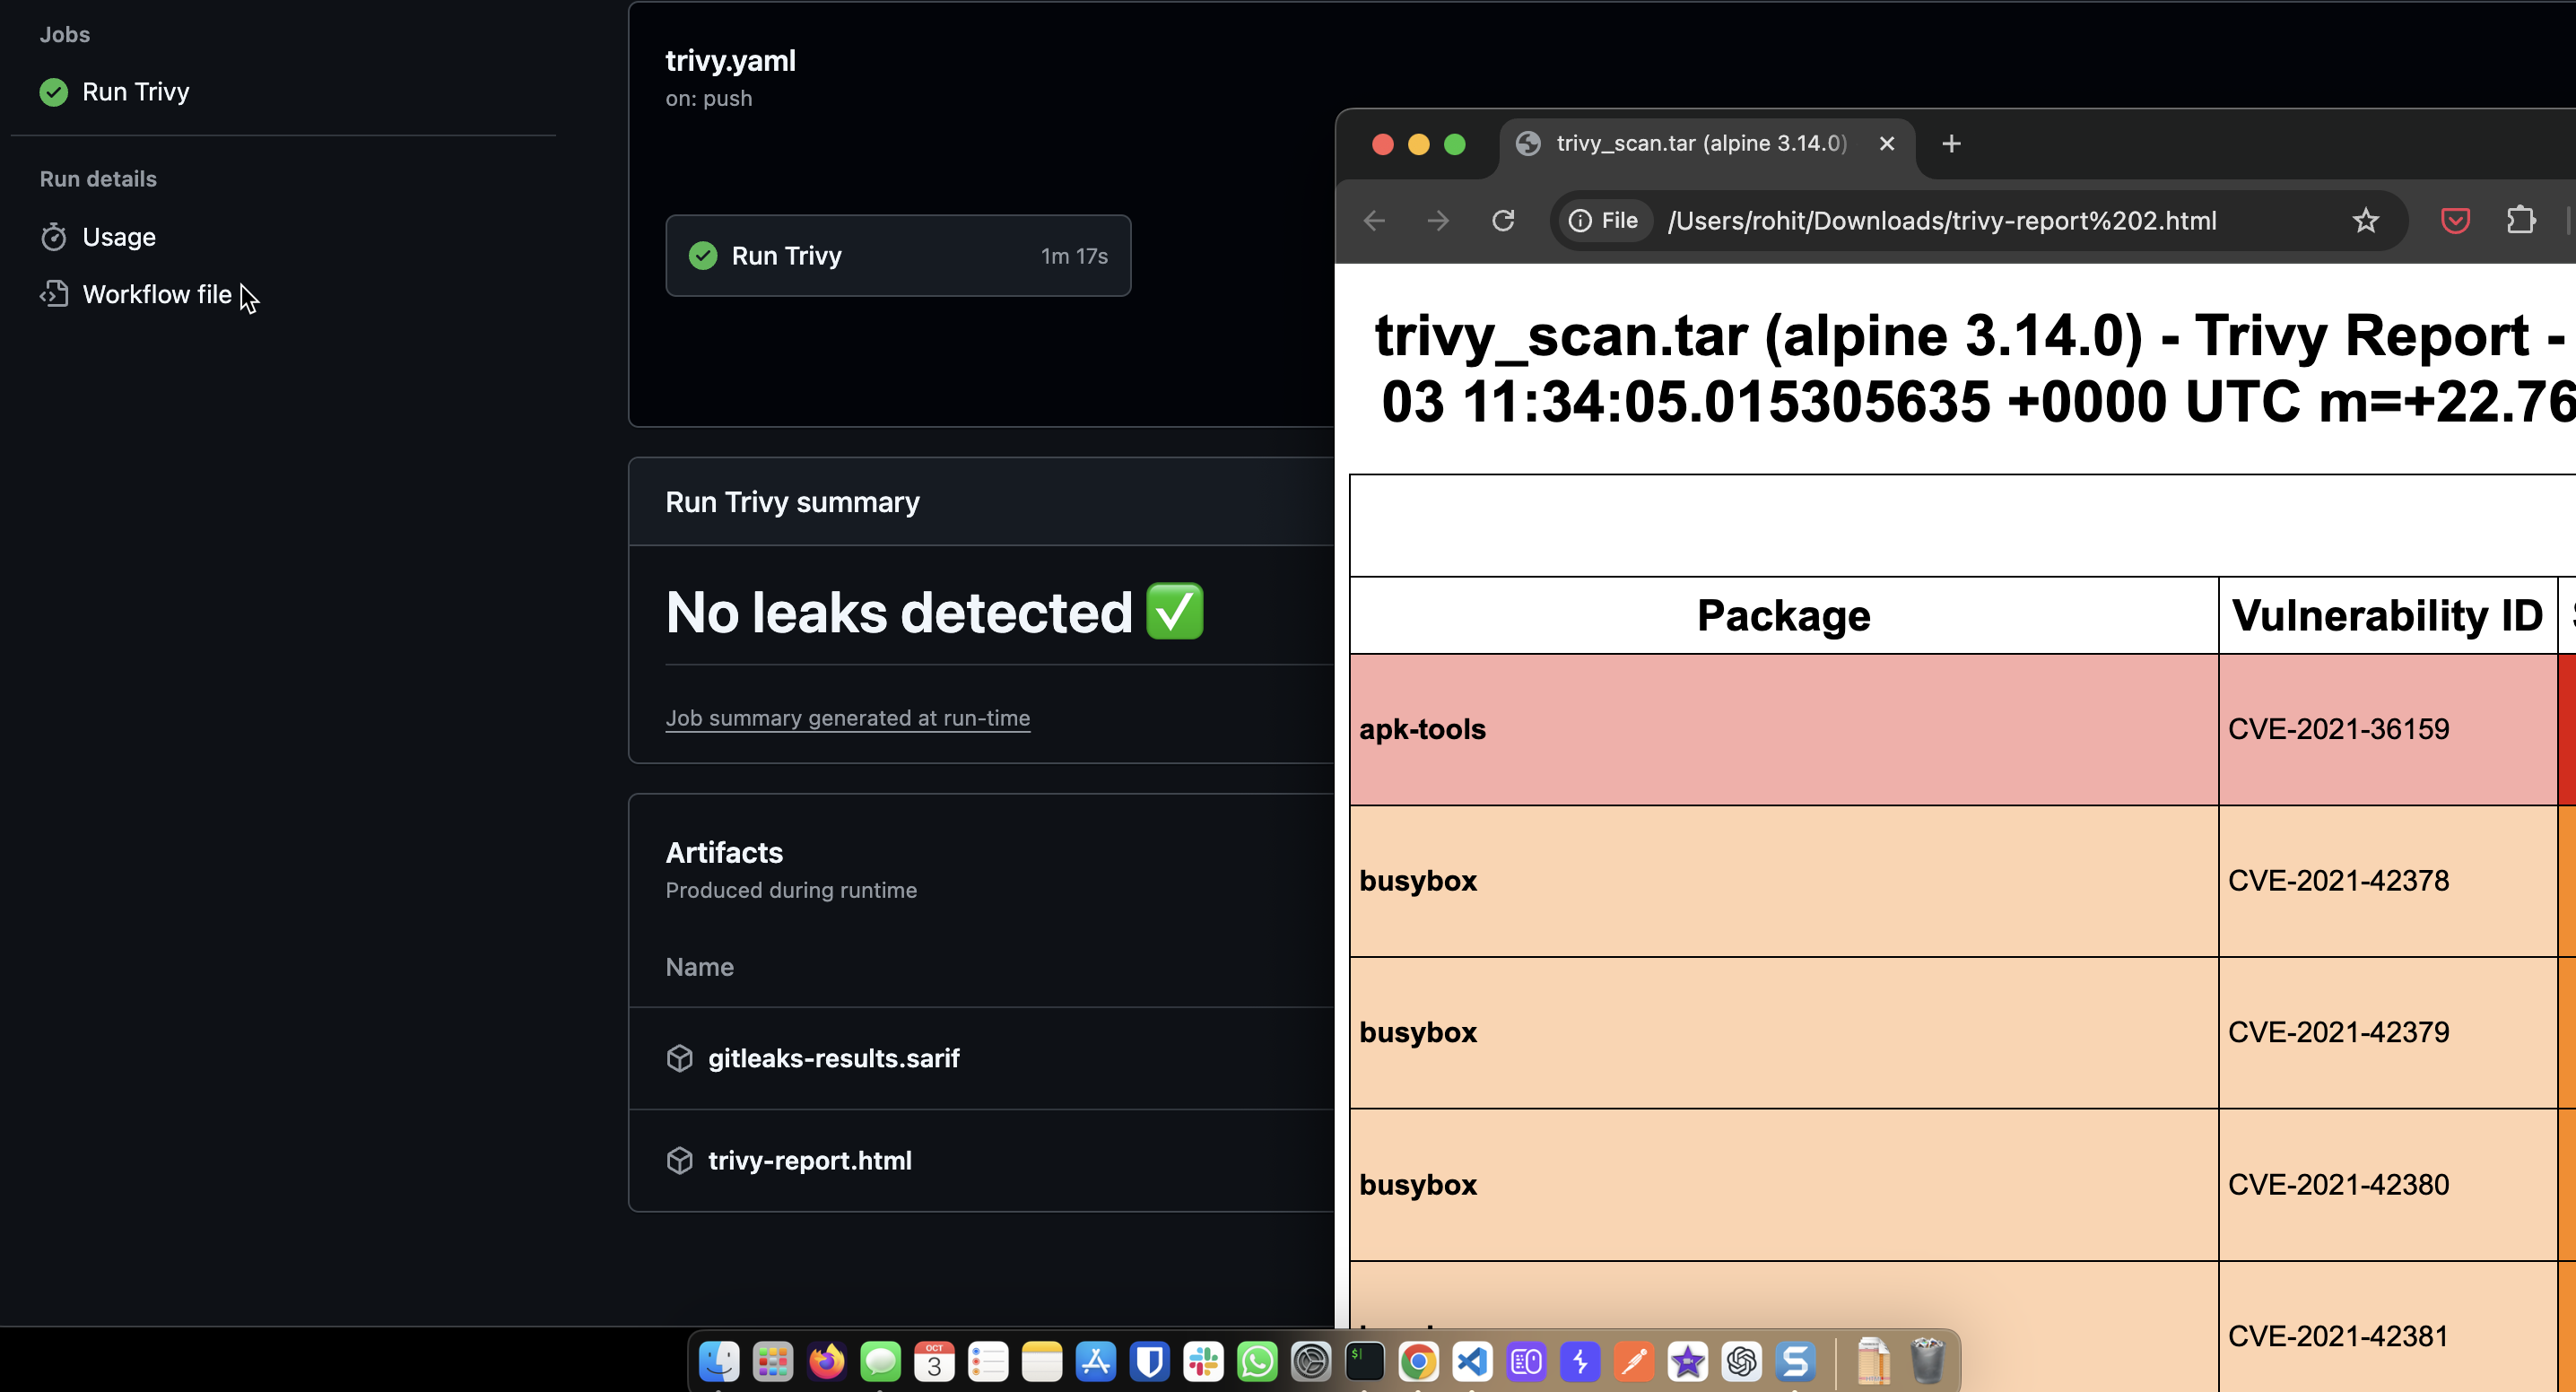 Jobs
Run Trivy
Run details
Usage
Workflow file
trivy.yaml
on: push
Run Trivy 1m 17s
Run Trivy summary
No leaks detected ✅
Job summary generated at run-time
Artifacts
Produced during runtime
Name
gitleaks-results.sarif
trivy-report.html
trivy_scan.tar (alpine 3.14.0)
File /Users/rohit/Downloads/trivy-report%202.html
trivy_scan.tar (alpine 3.14.0) - Trivy Report -
03 11:34:05.015305635 +0000 UTC m=+22.76
Package Vulnerability ID
apk-tools CVE-2021-36159
busybox CVE-2021-42378
busybox CVE-2021-42379
busybox CVE-2021-42380
CVE-2021-42381
OCT
3